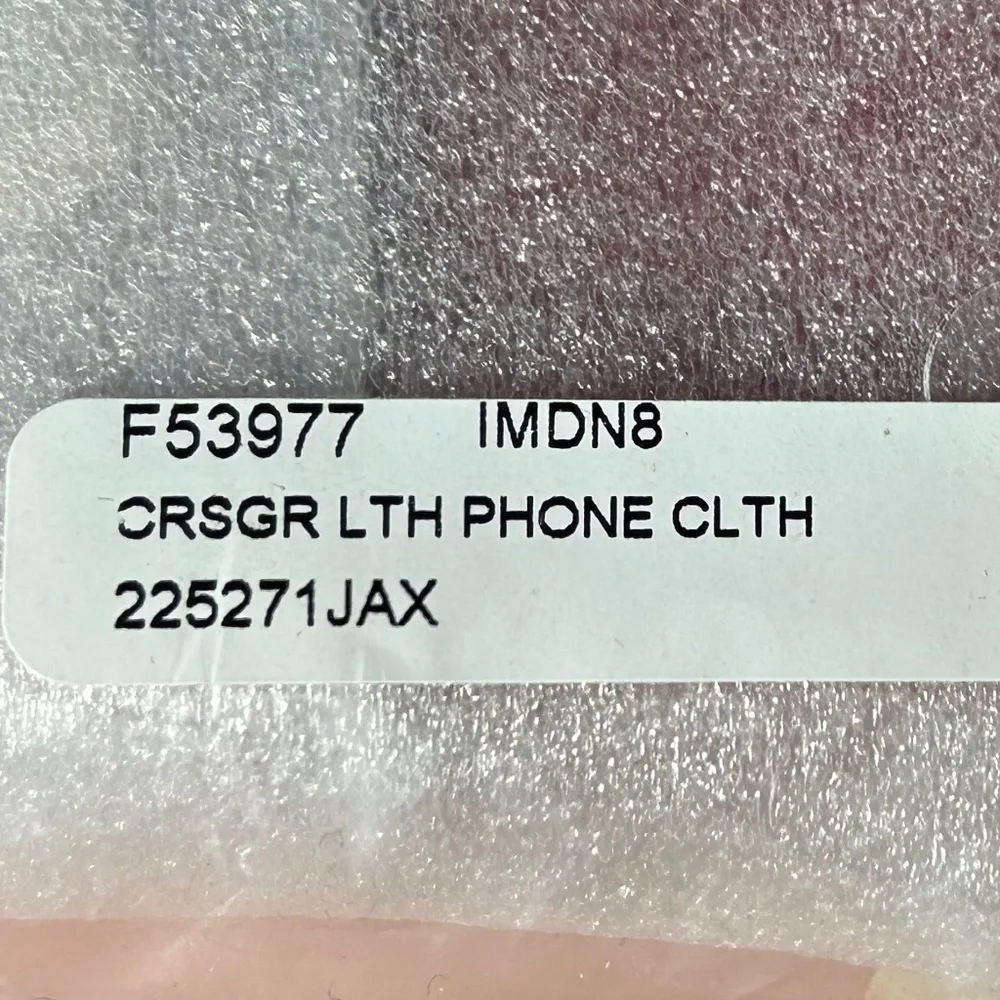 F53977 IMDN8
CRSGR LTH PHONE CLTH
225271JAX